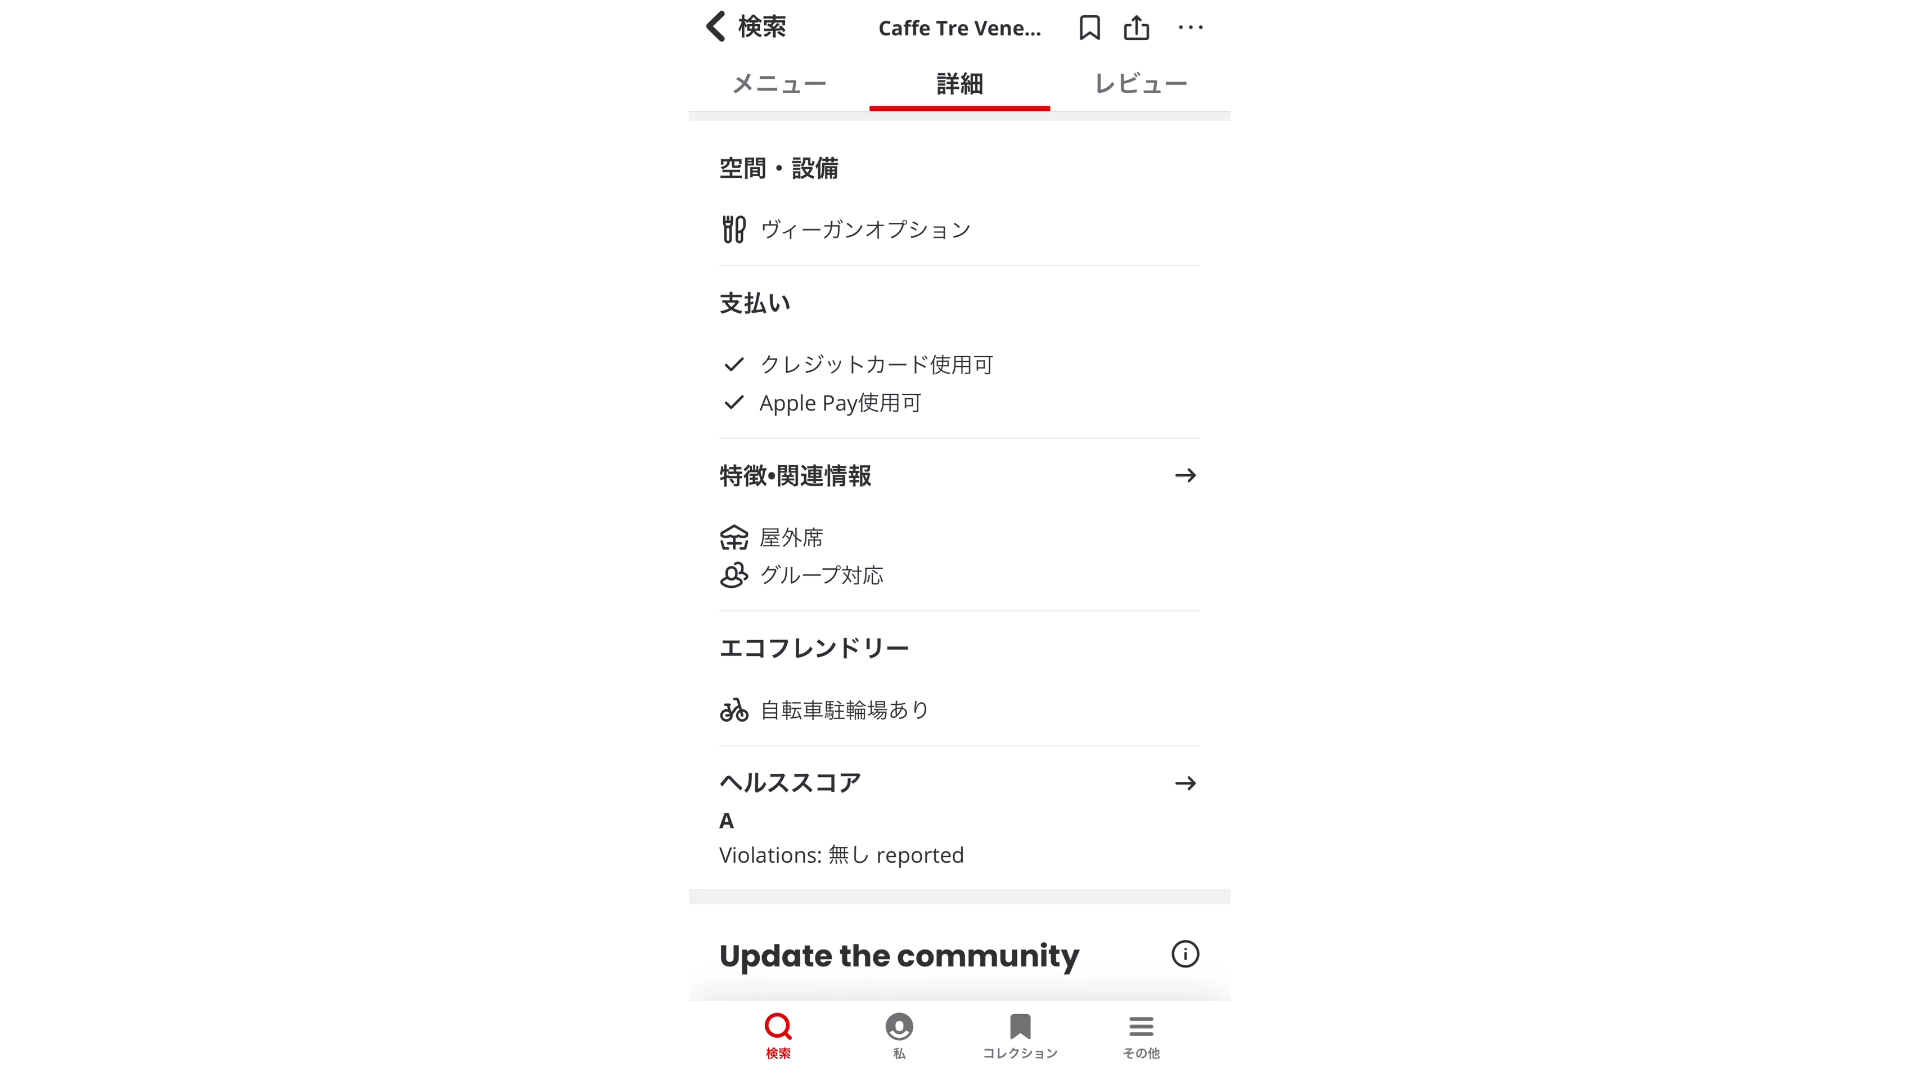 検索
Caffe Tre Vene...
メニュー
詳細
レビュー
空間・設備
ヴィーガンオプション
支払い
クレジットカード使用可
Apple Pay使用可
特徴•関連情報
屋外席
グループ対応
エコフレンドリー
自転車駐輪場あり
ヘルススコア
A
Violations: 無し reported
Update the community
検索
私
コレクション
その他